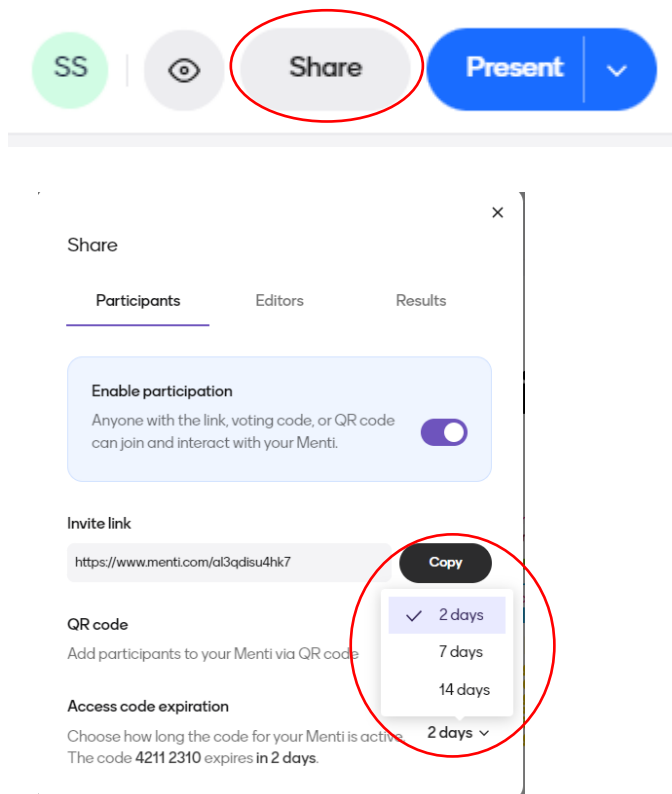 SS
Share
Present
Share
Participants Editors Results
Enable participation
Anyone with the link, voting code, or QR code
can join and interact with your Menti.
Invite link
https://www.menti.com/al3qdisu4hk7 Copy
2 days
QR code
Add participants to your Menti via QR code
7 days
14 days
Access code expiration
Choose how long the code for your Menti is active.
2 days
The code 4211 2310 expires in 2 days.